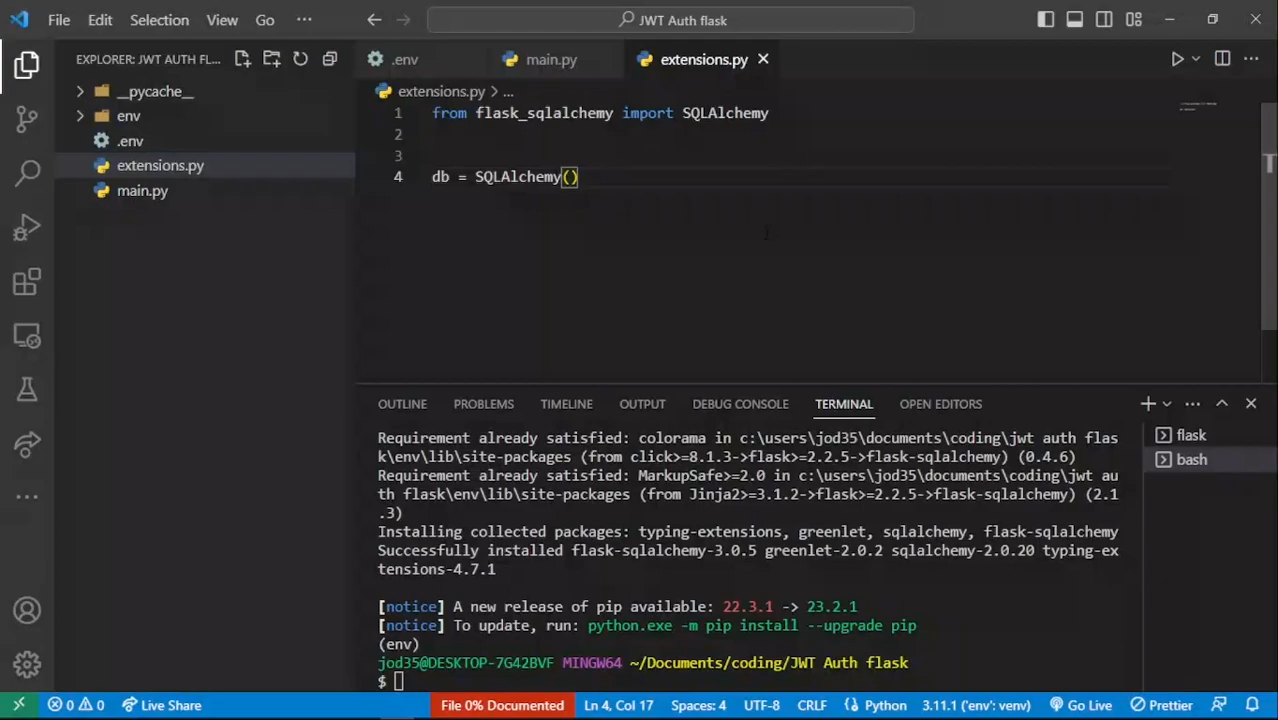 File Edit Selection View Go ··· JWT Auth flask
EXPLORER: JWT AUTH FL...
.env main.py extensions.py
__pycache__
env
.env
extensions.py
main.py
extensions.py > ...
1 from flask_sqlalchemy import SQLAlchemy
2
3
4 db = SQLAlchemy()
OUTLINE PROBLEMS TIMELINE OUTPUT DEBUG CONSOLE TERMINAL OPEN EDITORS
Requirement already satisfied: colorama in c:\users\jod35\documents\coding\jwt auth flas
k\env\lib\site-packages (from click>=8.1.3->flask>=2.2.5->flask-sqlalchemy) (0.4.6)
Requirement already satisfied: MarkupSafe>=2.0 in c:\users\jod35\documents\coding\jwt au
th flask\env\lib\site-packages (from Jinja2>=3.1.2->flask>=2.2.5->flask-sqlalchemy) (2.1
.3)
Installing collected packages: typing-extensions, greenlet, sqlalchemy, flask-sqlalchemy
Successfully installed flask-sqlalchemy-3.0.5 greenlet-2.0.2 sqlalchemy-2.0.20 typing-ex
tensions-4.7.1
[notice] A new release of pip available: 22.3.1 -> 23.2.1
[notice] To update, run: python.exe -m pip install --upgrade pip
(env)
jod35@DESKTOP-7G42BVF MINGW64 ~/Documents/coding/JWT Auth flask
$
flask
bash
0 0 Live Share File 0% Documented Ln 4, Col 17 Spaces: 4 UTF-8 CRLF Python 3.11.1 ('env': venv) Go Live Prettier